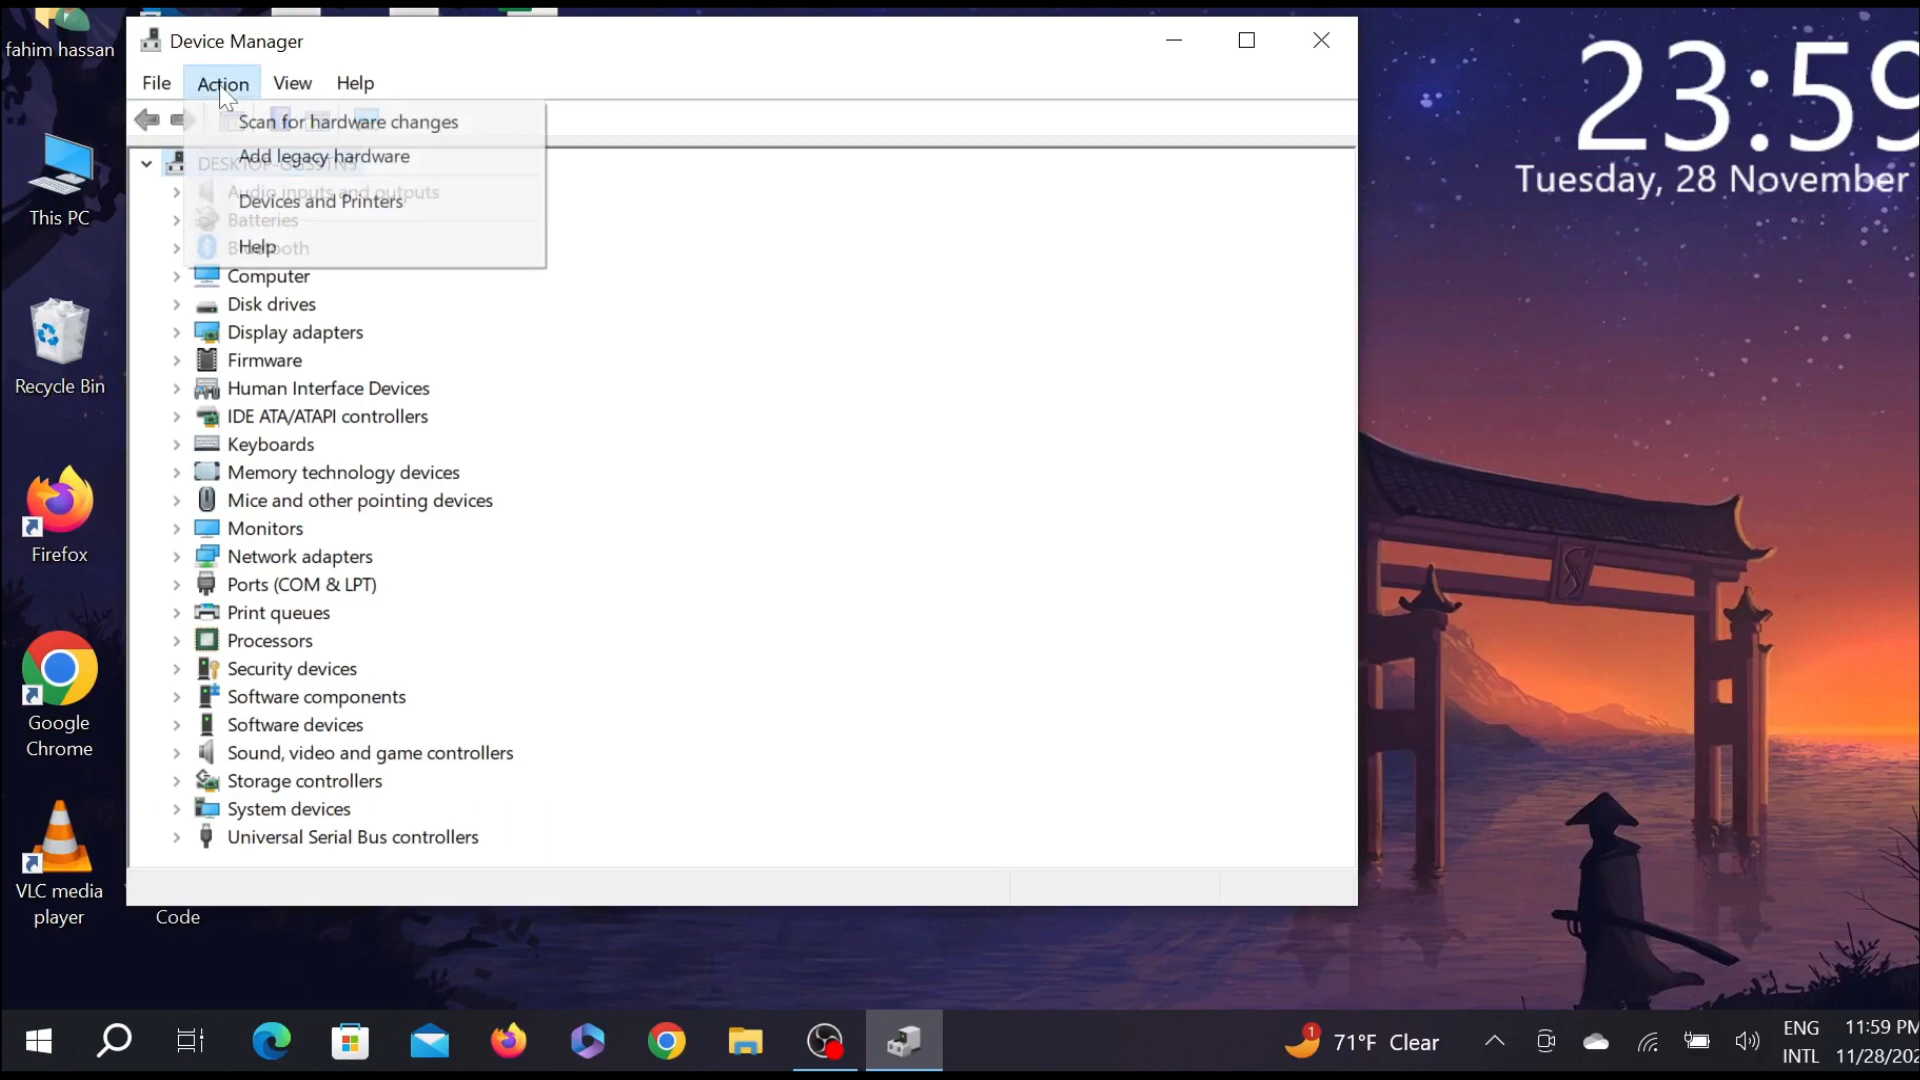 fahim hassan
This PC
Recycle Bin
Firefox
Google
Chrome
VLC media
player
Code
Device Manager
File Action View Help
Scan for hardware changes
Add legacy hardware
Devices and Printers
Help
Audio inputs and outputs
Batteries
Bluetooth
Computer
Disk drives
Display adapters
Firmware
Human Interface Devices
IDE ATA/ATAPI controllers
Keyboards
Memory technology devices
Mice and other pointing devices
Monitors
Network adapters
Ports (COM & LPT)
Print queues
Processors
Security devices
Software components
Software devices
Sound, video and game controllers
Storage controllers
System devices
Universal Serial Bus controllers
23:59
Tuesday, 28 November
1
71°F Clear
ENG
INTL
11:59 PM
11/28/202